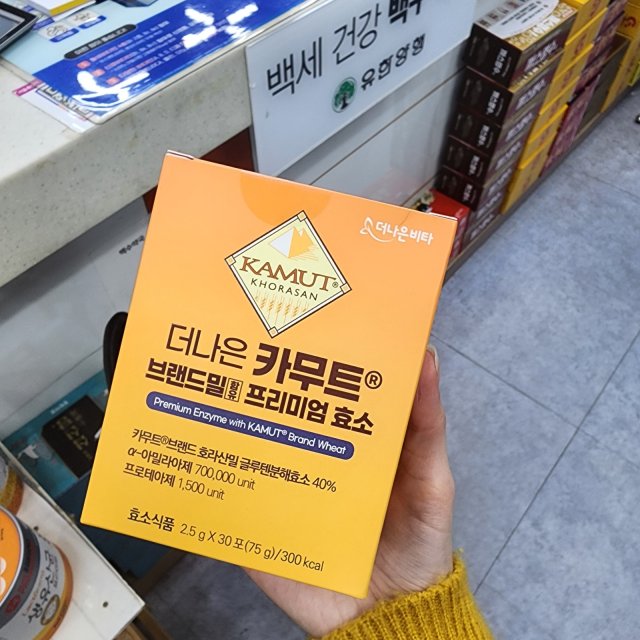 백세 건강 백수
유한양행
더나은비타
KAMUT®
KHORASAN
더나은 카무트®
브랜드밀 함유 프리미엄 효소
Premium Enzyme with KAMUT® Brand Wheat
카무트®브랜드 호라산밀 글루텐분해효소 40%
α-아밀라아제 700,000 unit
프로테아제 1,500 unit
효소식품 2.5 g X 30 포(75 g)/300 kcal